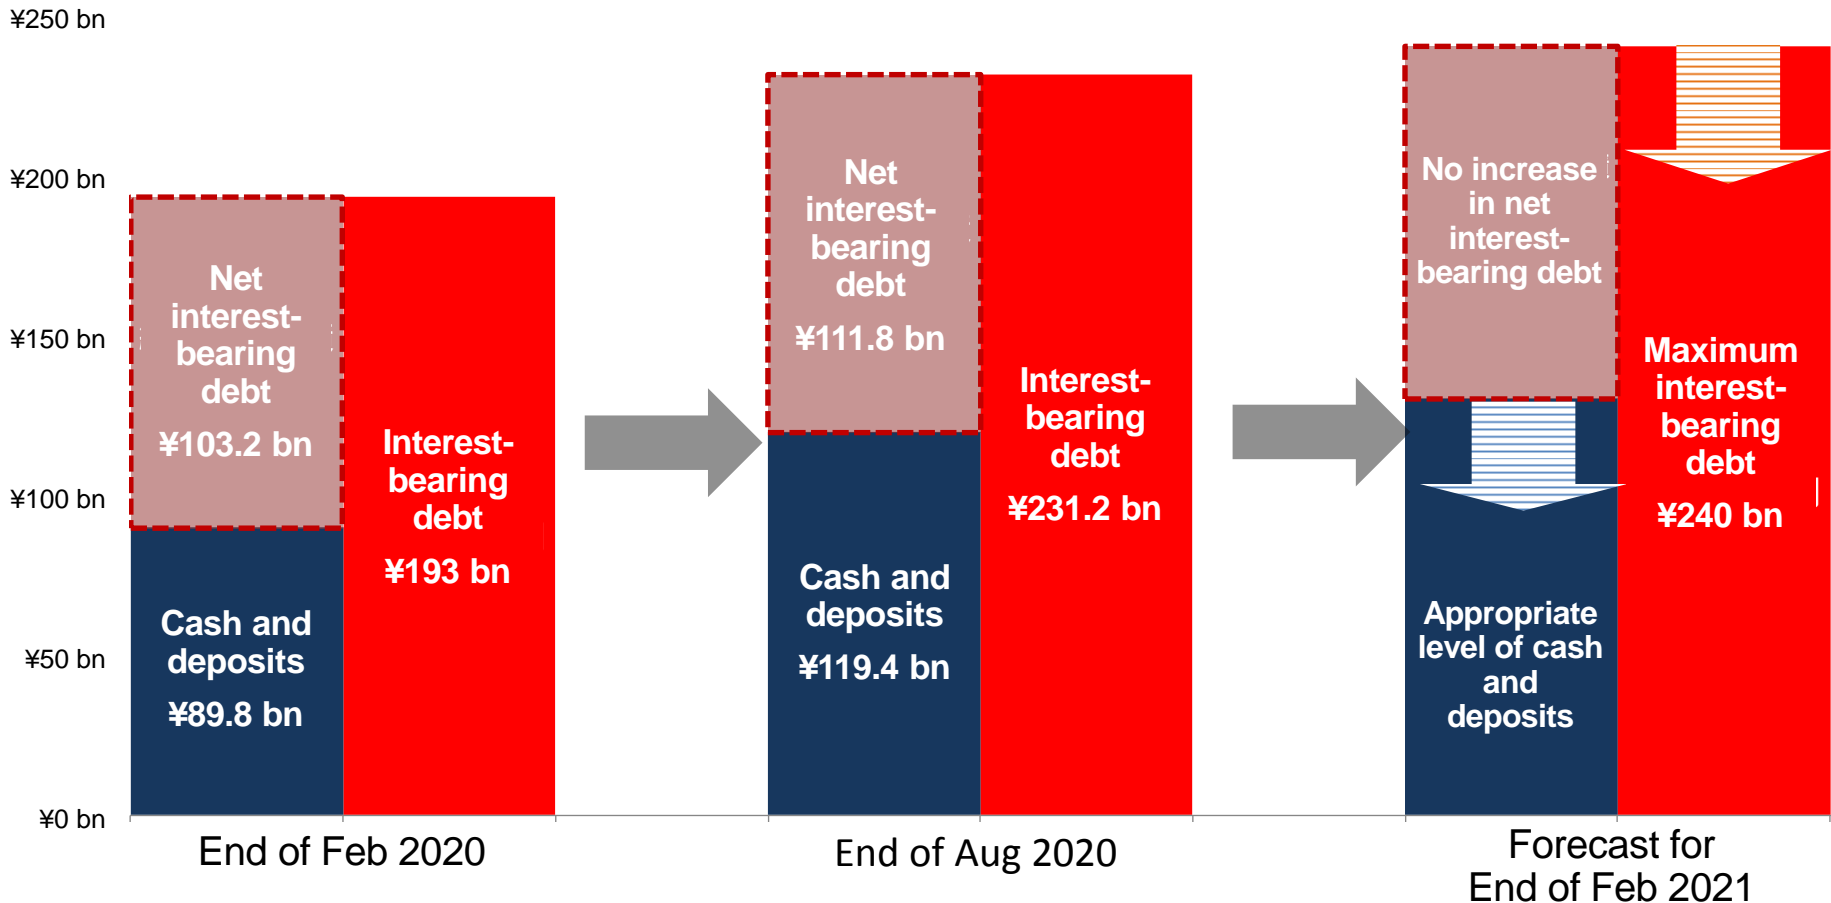 ¥250 bn
¥200 bn
¥150 bn
¥100 bn
¥50 bn
¥0 bn
Net
interest-
bearing
debt
¥103.2 bn
Cash and
deposits
¥89.8 bn
Interest-
bearing
debt
¥193 bn
End of Feb 2020
Net
interest-
bearing
debt
¥111.8 bn
Cash and
deposits
¥119.4 bn
Interest-
bearing
debt
¥231.2 bn
End of Aug 2020
No increase
in net
interest-
bearing debt
Appropriate
level of cash
and
deposits
Maximum
interest-
bearing
debt
¥240 bn
Forecast for
End of Feb 2021